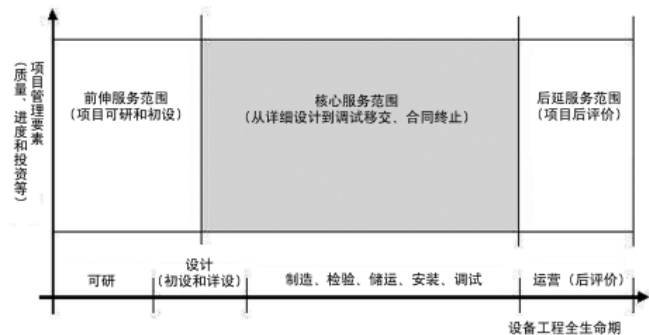 项目管理要素
（质量、进度和投资等）
前伸服务范围
（项目可研和初设）
核心服务范围
（从详细设计到调试移交、合同终止）
后延服务范围
（项目后评价）
可研
设计
（初设和详设）
制造、检验、储运、安装、调试
运营（后评价）
设备工程全生命期